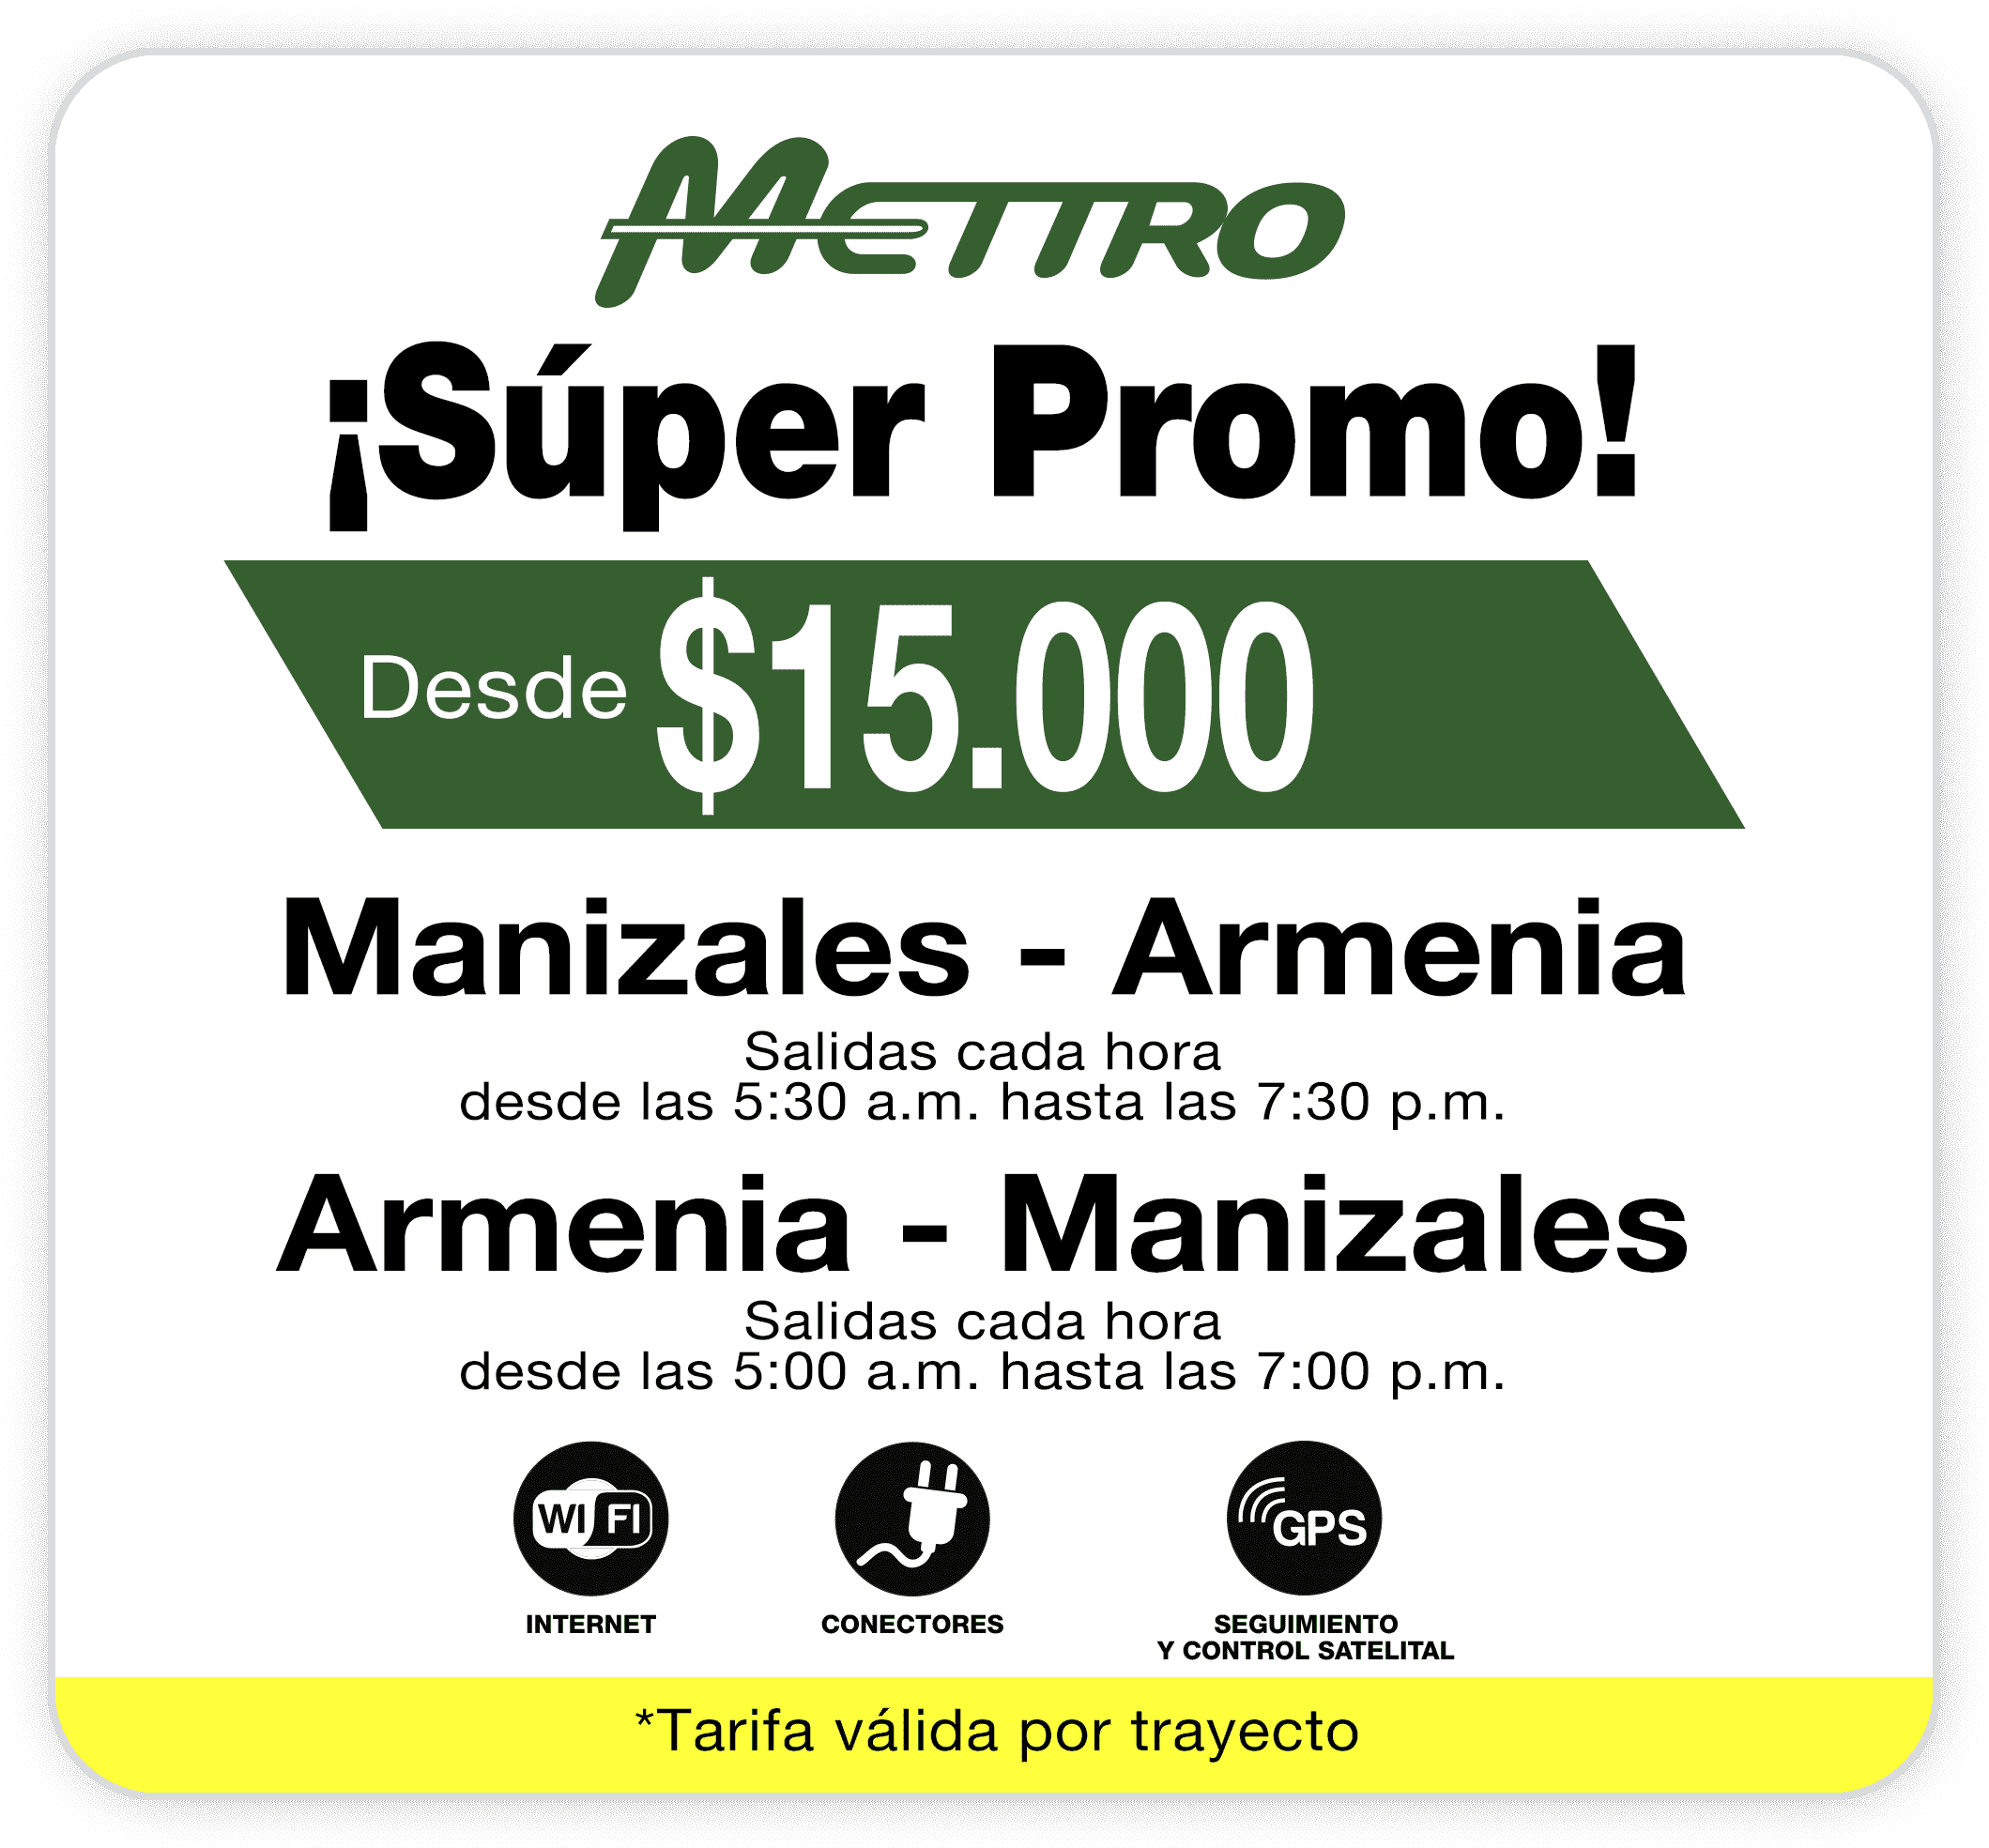 METTRO
¡Súper Promo!
Desde $15.000
Manizales - Armenia
Salidas cada hora
desde las 5:30 a.m. hasta las 7:30 p.m.
Armenia - Manizales
Salidas cada hora
desde las 5:00 a.m. hasta las 7:00 p.m.
WI FI
GPS
INTERNET
CONECTORES
SEGUIMIENTO
Y CONTROL SATELITAL
*Tarifa válida por trayecto